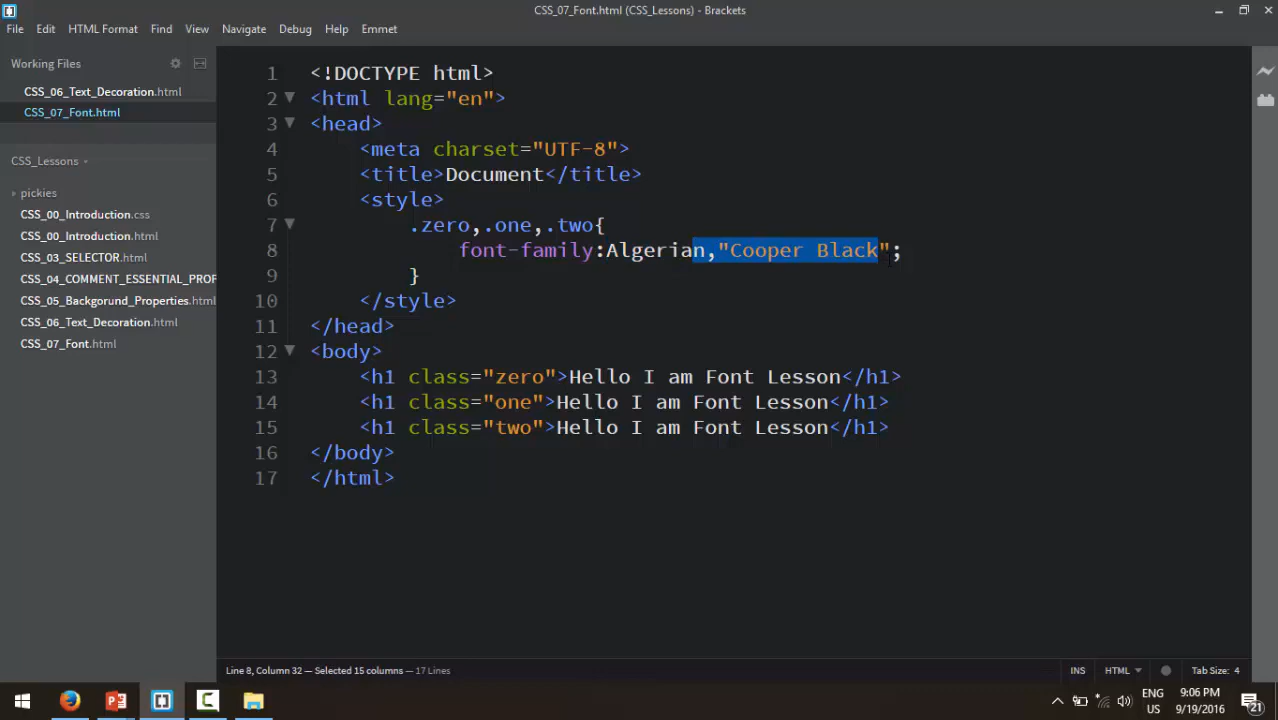 CSS_07_Font.html (CSS_Lessons) - Brackets
File Edit HTML Format Find View Navigate Debug Help Emmet
Working Files
CSS_06_Text_Decoration.html
CSS_07_Font.html
CSS_Lessons
pickies
CSS_00_Introduction.css
CSS_00_Introduction.html
CSS_03_SELECTOR.html
CSS_04_COMMENT_ESSENTIAL_PROF
CSS_05_Backgorund_Properties.html
CSS_06_Text_Decoration.html
CSS_07_Font.html
1 <!DOCTYPE html>
2 <html lang="en">
3 <head>
4 <meta charset="UTF-8">
5 <title>Document</title>
6 <style>
7 .zero,.one,.two{
8 font-family:Algerian,"Cooper Black";
9 }
10 </style>
11 </head>
12 <body>
13 <h1 class="zero">Hello I am Font Lesson</h1>
14 <h1 class="one">Hello I am Font Lesson</h1>
15 <h1 class="two">Hello I am Font Lesson</h1>
16 </body>
17 </html>
Line 8, Column 32 — Selected 15 columns — 17 Lines
INS HTML Tab Size: 4
ENG 9:06 PM
US 9/19/2016
21